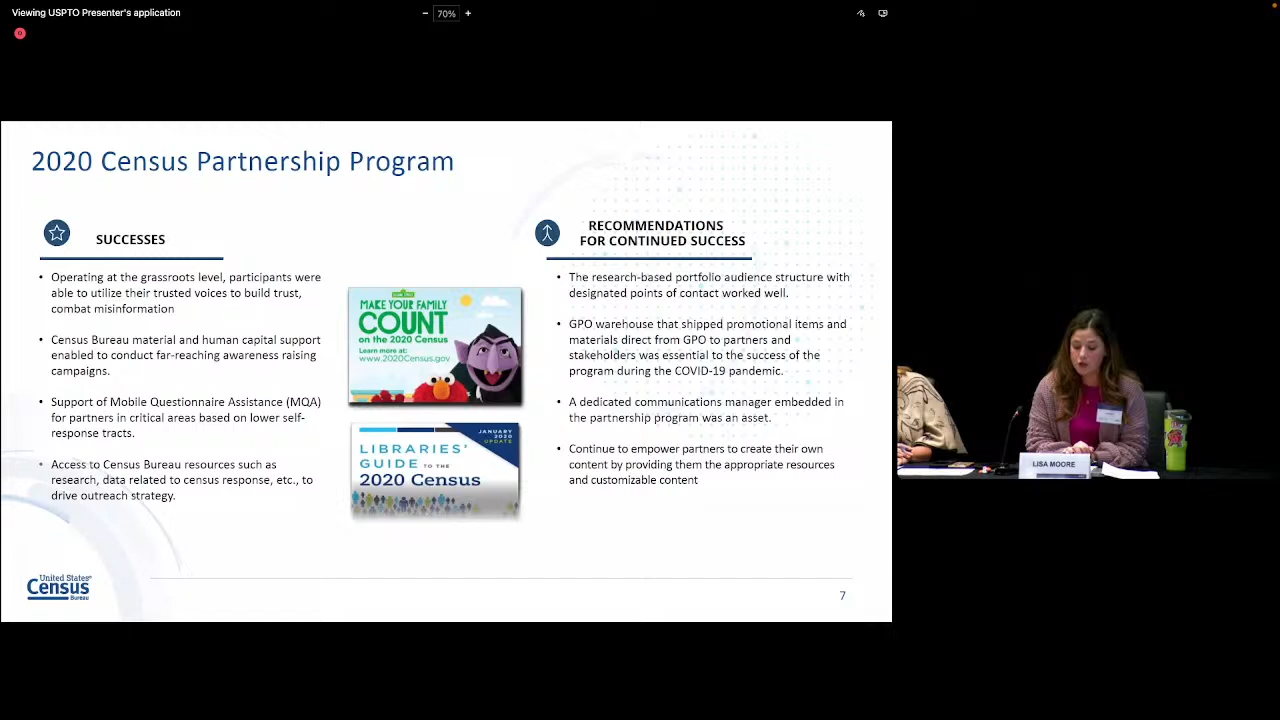 Viewing USPTO Presenter's application
− 70% +
2020 Census Partnership Program
SUCCESSES
• Operating at the grassroots level, participants were
able to utilize their trusted voices to build trust,
combat misinformation
• Census Bureau material and human capital support
enabled to conduct far-reaching awareness raising
campaigns.
• Support of Mobile Questionnaire Assistance (MQA)
for partners in critical areas based on lower self-
response tracts.
• Access to Census Bureau resources such as
research, data related to census response, etc., to
drive outreach strategy.
MAKE YOUR FAMILY
COUNT
on the 2020 Census
Learn more at:
www.2020Census.gov
JANUARY
2020
UPDATE
LIBRARIES'
GUIDE TO THE
2020 Census
RECOMMENDATIONS
FOR CONTINUED SUCCESS
• The research-based portfolio audience structure with
designated points of contact worked well.
• GPO warehouse that shipped promotional items and
materials direct from GPO to partners and
stakeholders was essential to the success of the
program during the COVID-19 pandemic.
• A dedicated communications manager embedded in
the partnership program was an asset.
• Continue to empower partners to create their own
content by providing them the appropriate resources
and customizable content
United States®
Census
Bureau
7
LISA MOORE